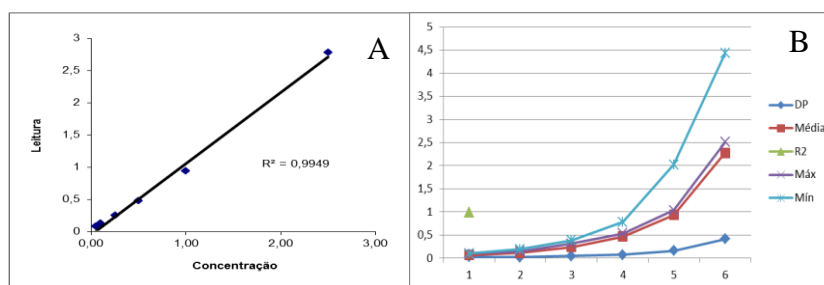 A
3
2,5
2
1,5
1
0,5
0
Leitura
R² = 0,9949
0,00 1,00 2,00 3,00
Concentração
B
5
4,5
4
3,5
3
2,5
2
1,5
1
0,5
0
1 2 3 4 5 6
DP
Média
R2
Máx
Mín